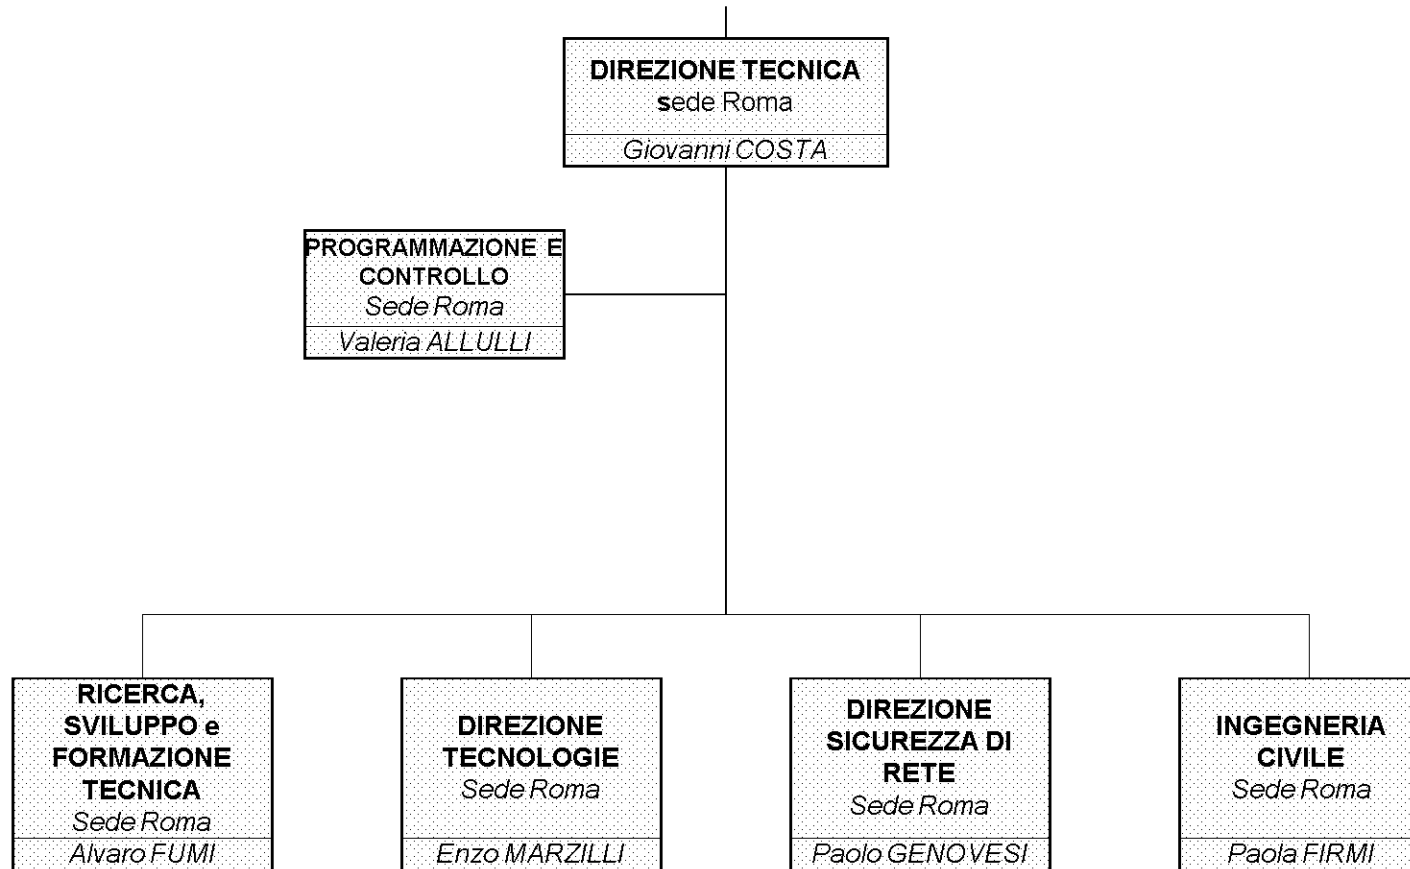 DIREZIONE TECNICA
sede Roma
Giovanni COSTA
PROGRAMMAZIONE E
CONTROLLO
Sede Roma
Valeria ALLULLI
RICERCA,
SVILUPPO e
FORMAZIONE
TECNICA
Sede Roma
Alvaro FUMI
DIREZIONE
TECNOLOGIE
Sede Roma
Enzo MARZILLI
DIREZIONE
SICUREZZA DI
RETE
Sede Roma
Paolo GENOVESI
INGEGNERIA
CIVILE
Sede Roma
Paola FIRMI